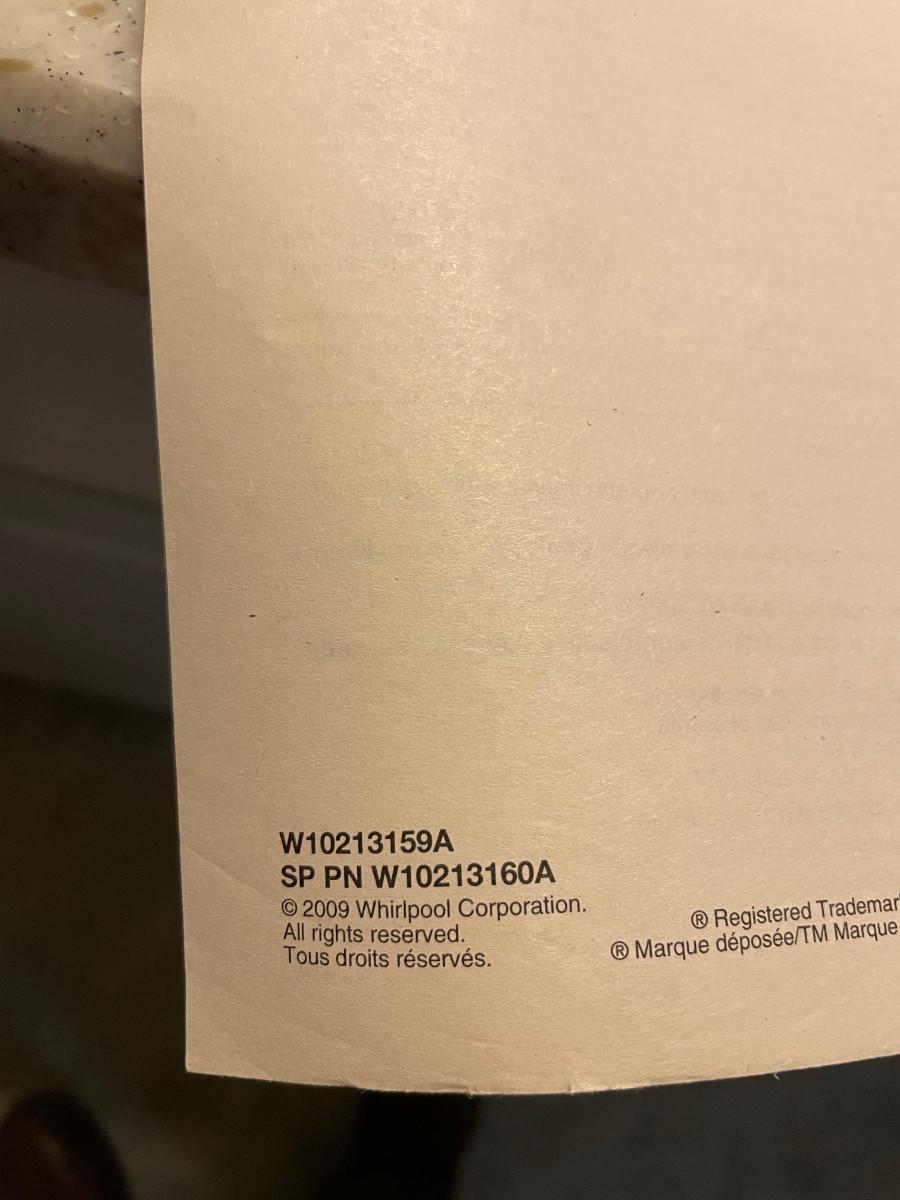 W10213159A
SP PN W10213160A
© 2009 Whirlpool Corporation.
All rights reserved.
Tous droits réservés.
® Registered Trademar
® Marque déposée/TM Marque